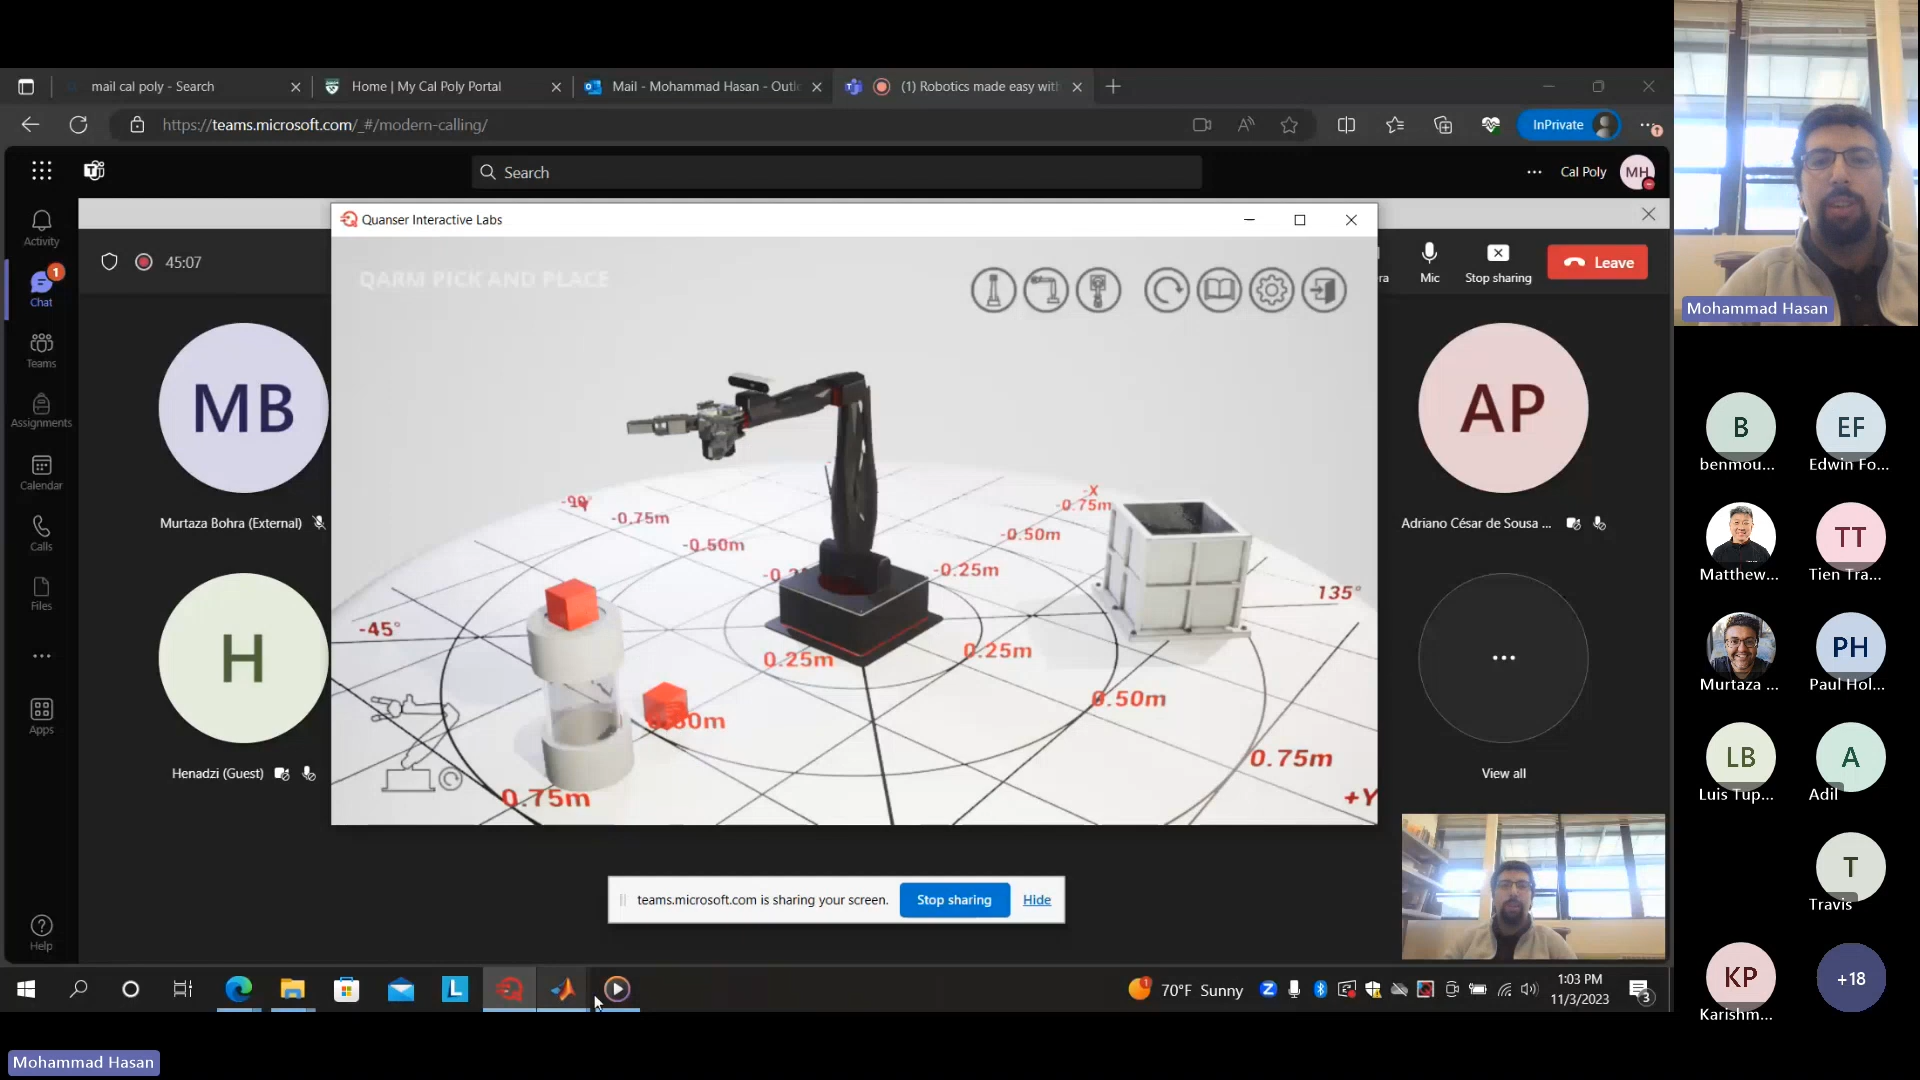 mail cal poly - Search
Home | My Cal Poly Portal
Mail - Mohammad Hasan - Outl
(1) Robotics made easy with
https://teams.microsoft.com/_#/modern-calling/
InPrivate
Search
Cal Poly
MH
Activity
1
Chat
Teams
Assignments
Calendar
Calls
Files
Apps
Help
45:07
Quanser Interactive Labs
QARM PICK AND PLACE
Mic
Stop sharing
Leave
MB
Murtaza Bohra (External)
H
Henadzi (Guest)
AP
Adriano César de Sousa ...
View all
-90°
-0.75m
-0.50m
-X
-0.75m
-0.50m
-0.25m
135°
-45°
0.25m
0.25m
0.50m
0.75m
0.75m
+Y
teams.microsoft.com is sharing your screen.
Stop sharing
Hide
L
1
70°F Sunny
1:03 PM
11/3/2023
3
Mohammad Hasan
B
benmou...
EF
Edwin Fo...
Matthew...
TT
Tien Tra...
Murtaza ...
PH
Paul Hol...
LB
Luis Tup...
A
Adil
T
Travis
KP
Karishm...
+18
Mohammad Hasan